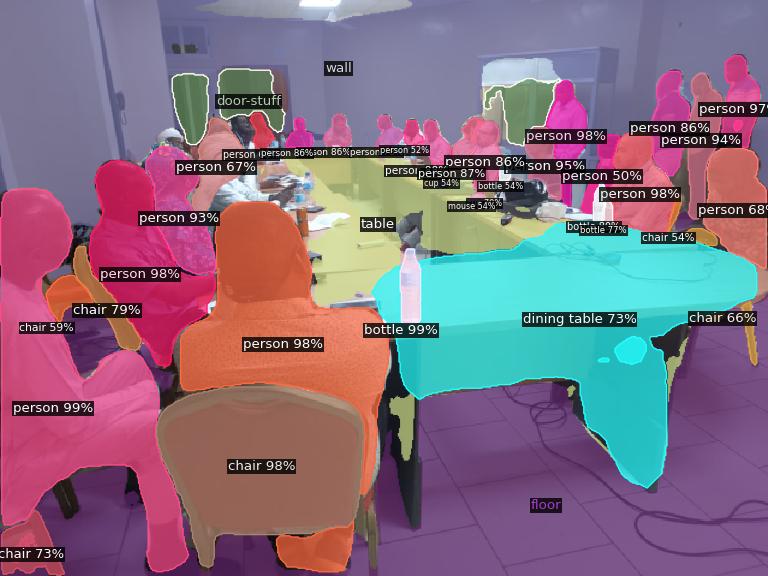 wall
door-stuff
person 97%
person 86%
person 98%
person 94%
person
person 86%
son 86%
person
person 52%
person 67%
person 86%
son 95%
person 87%
person 50%
cup 54%
bottle 54%
person 98%
mouse 54%
person 68%
person 93%
table
bottle 77%
chair 54%
person 98%
chair 79%
chair 59%
bottle 99%
dining table 73%
chair 66%
person 98%
person 99%
chair 98%
floor
chair 73%